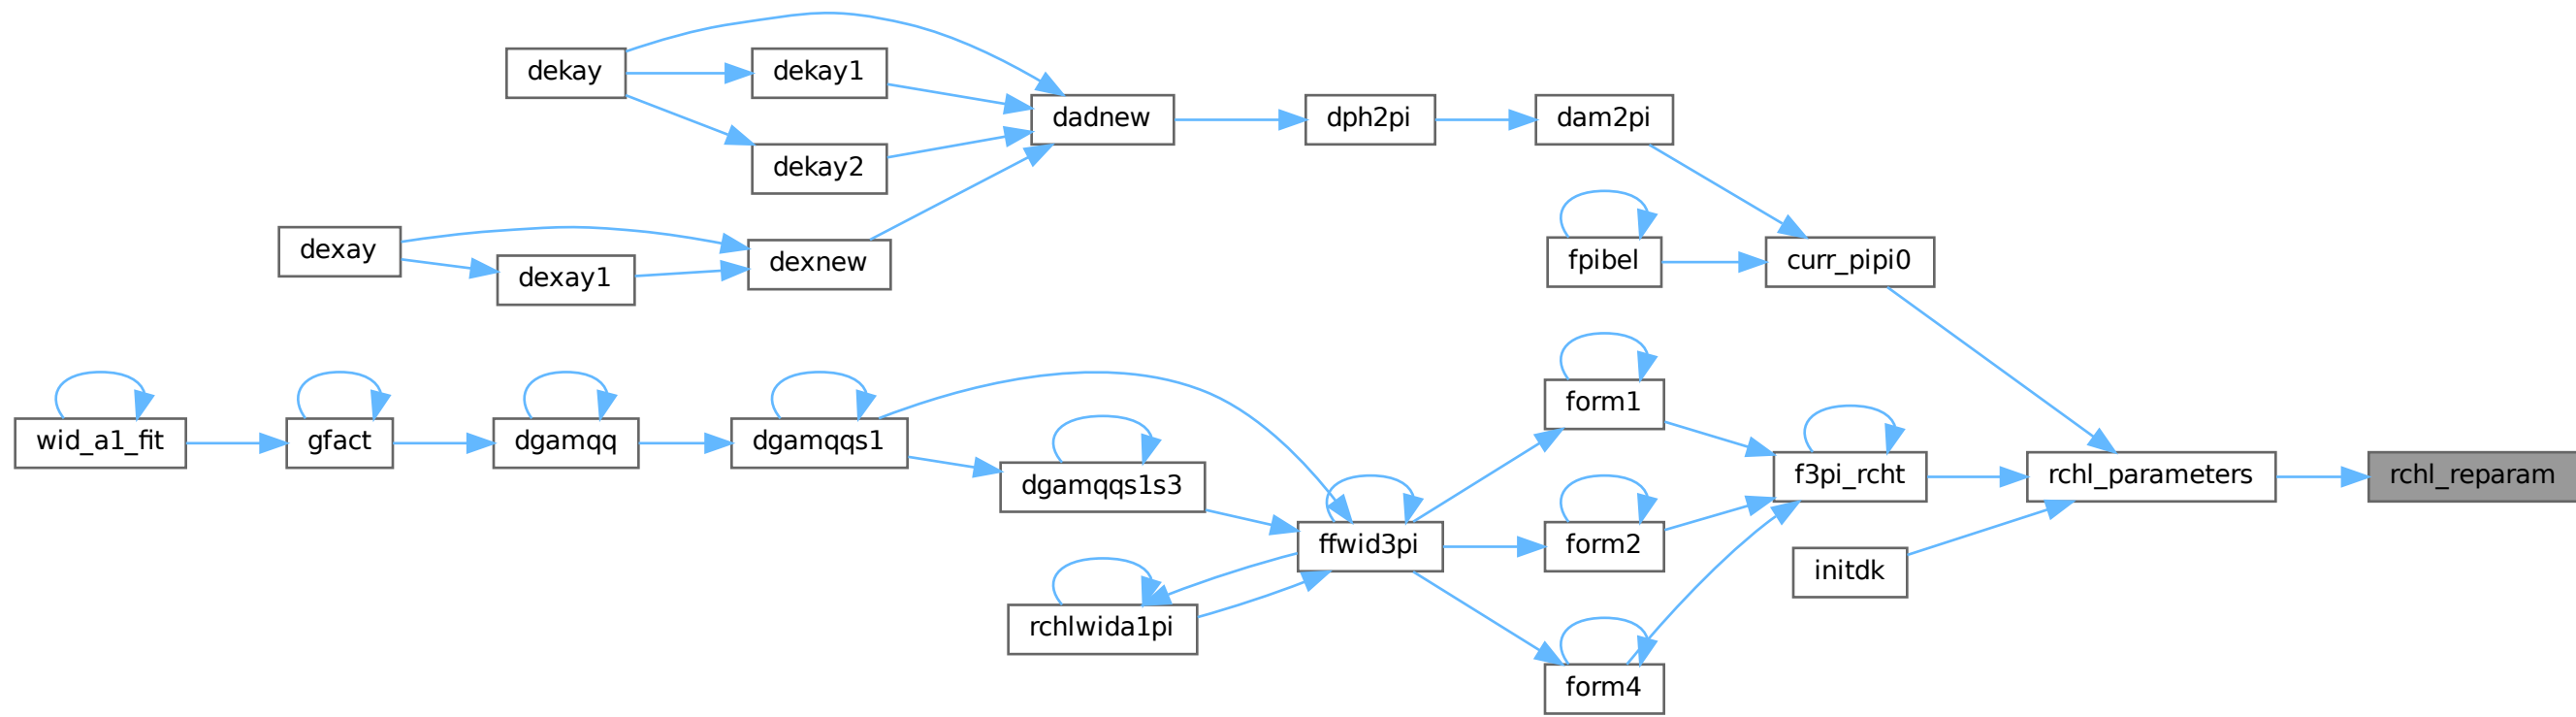 dekay
dekay1
dadnew
dph2pi
dam2pi
dekay2
dexay
dexnew
dexay1
fpibel
curr_pipi0
form1
wid_a1_fit
gfact
dgamqq
dgamqqs1
dgamqqs1s3
f3pi_rcht
rchl_parameters
rchl_reparam
ffwid3pi
form2
initdk
rchlwida1pi
form4